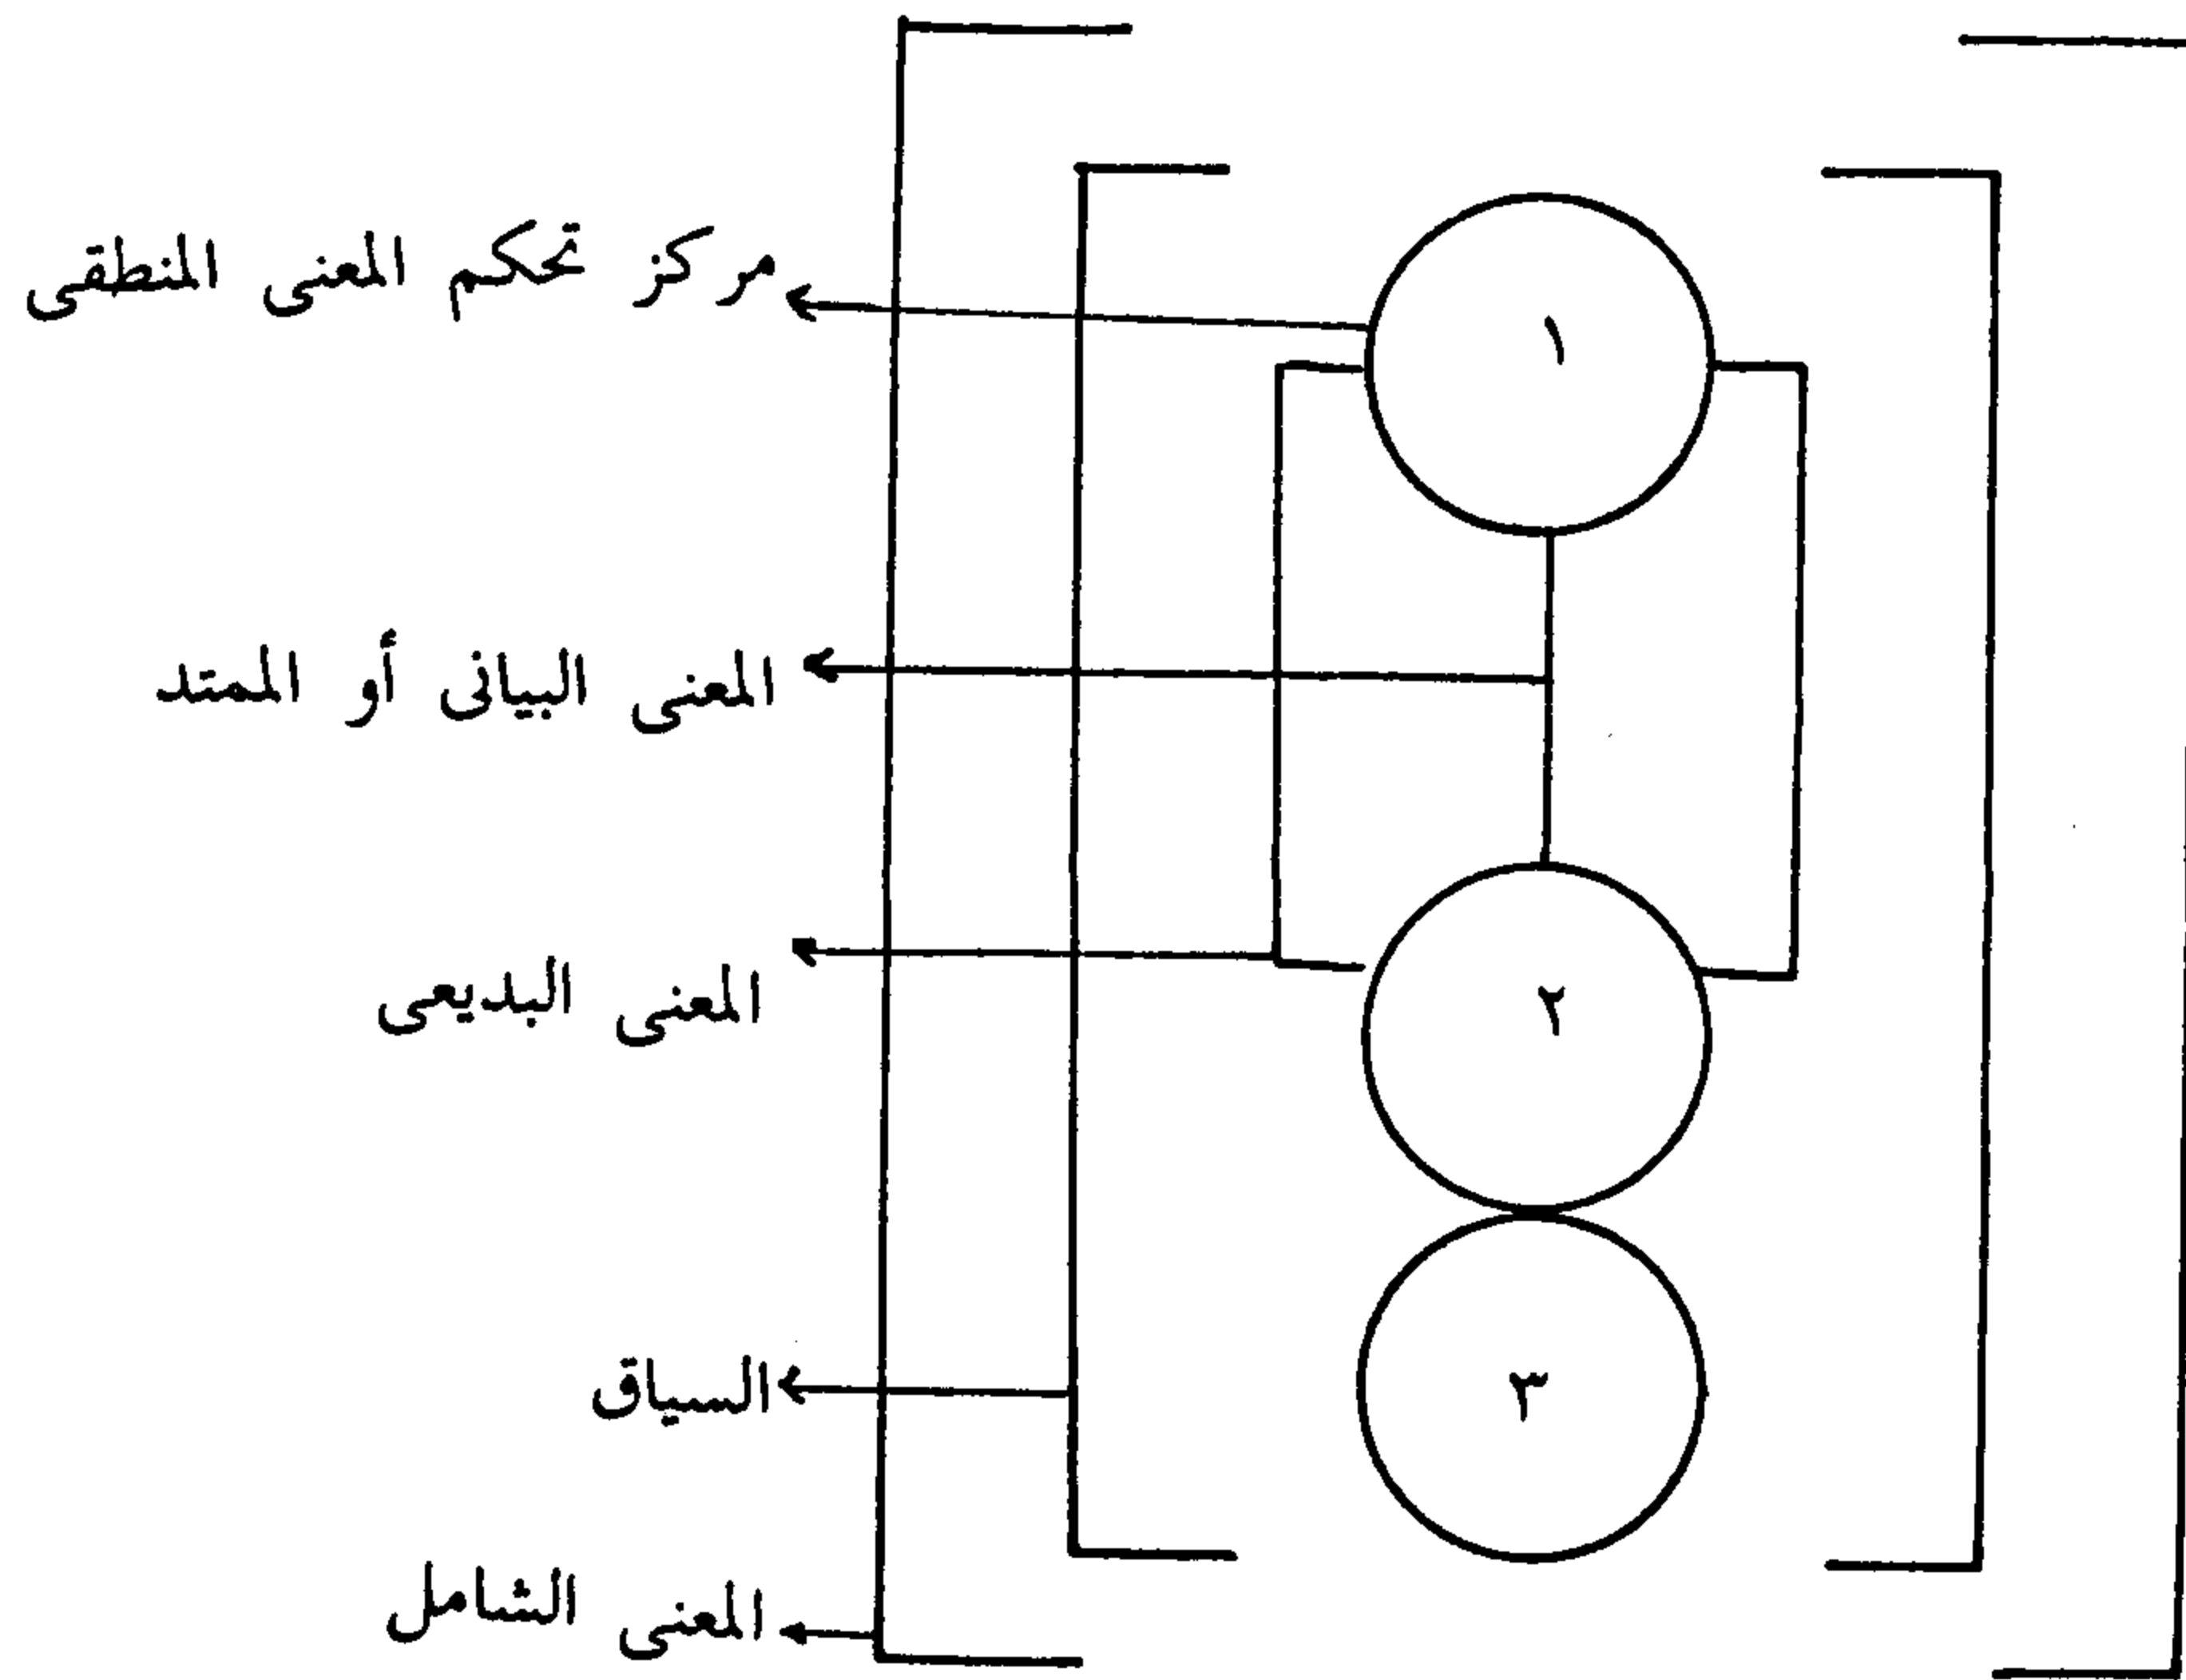 مركز تحكم المعنى المنطقى
١
المعنى البيانى أو الممتد
المعنى البديعى
٢
السياق
٣
المعنى الشامل